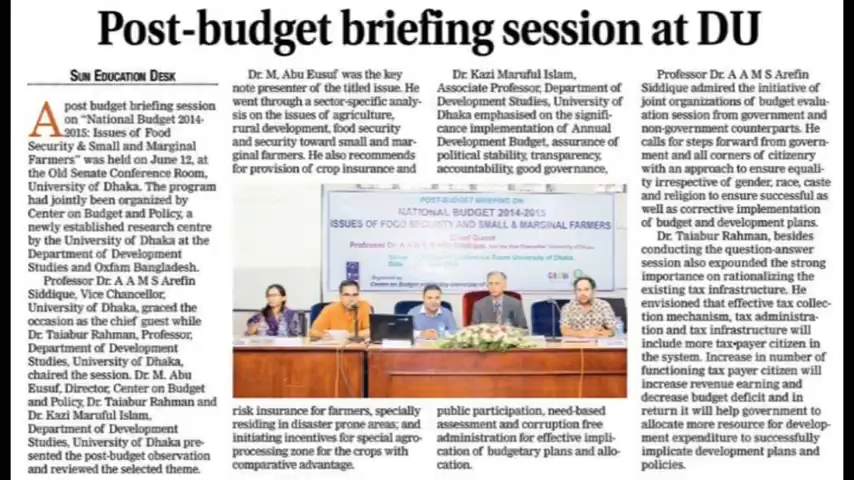 Post-budget briefing session at DU
SUN EDUCATION DESK
A post budget briefing session
on “National Budget 2014-
2015: Issues of Food
Security & Small and Marginal
Farmers” was held on June 12, at
the Old Senate Conference Room,
University of Dhaka. The program
had jointly been organized by
Center on Budget and Policy, a
newly established research centre
by the University of Dhaka at the
Department of Development
Studies and Oxfam Bangladesh.
Professor Dr. A A M S Arefin
Siddique, Vice Chancellor,
University of Dhaka, graced the
occasion as the chief guest while
Dr. Taiabur Rahman, Professor,
Department of Development
Studies, University of Dhaka,
chaired the session. Dr. M. Abu
Eusuf, Director, Center on Budget
and Policy, Dr. Taiabur Rahman and
Dr. Kazi Maruful Islam,
Department of Development
Studies, University of Dhaka pre-
sented the post-budget observation
and reviewed the selected theme.
Dr. M, Abu Eusuf was the key
note presenter of the titled issue. He
went through a sector-specific analy-
sis on the issues of agriculture,
rural development, food security
and security toward small and mar-
ginal farmers. He also recommends
for provision of crop insurance and
risk insurance for farmers, specially
residing in disaster prone areas; and
initiating incentives for special agro-
processing zone for the crops with
comparative advantage.
Dr. Kazi Maruful Islam,
Associate Professor, Department of
Development Studies, University of
Dhaka emphasised on the signifi-
cance implementation of Annual
Development Budget, assurance of
political stability, transparency,
accountability, good governance,
public participation, need-based
assessment and corruption free
administration for effective impli-
cation of budgetary plans and allo-
cation.
POST-BUDGET BRIEFING ON
NATIONAL BUDGET 2014-2015
ISSUES OF FOOD SECURITY AND SMALL & MARGINAL FARMERS
Professor Dr. A A M S Arefin
Siddique admired the initiative of
joint organizations of budget evalu-
ation session from government and
non-government counterparts. He
calls for steps forward from govern-
ment and all corners of citizenry
with an approach to ensure equali-
ty irrespective of gender, race, caste
and religion to ensure successful as
well as corrective implementation
of budget and development plans.
Dr. Taiabur Rahman, besides
conducting the question-answer
session also expounded the strong
importance on rationalizing the
existing tax infrastructure. He
envisioned that effective tax collec-
tion mechanism, tax administra-
tion and tax infrastructure will
include more tax-payer citizen in
the system. Increase in number of
functioning tax payer citizen will
increase revenue earning and
decrease budget deficit and in
return it will help government to
allocate more resource for develop-
ment expenditure to successfully
implicate development plans and
policies.